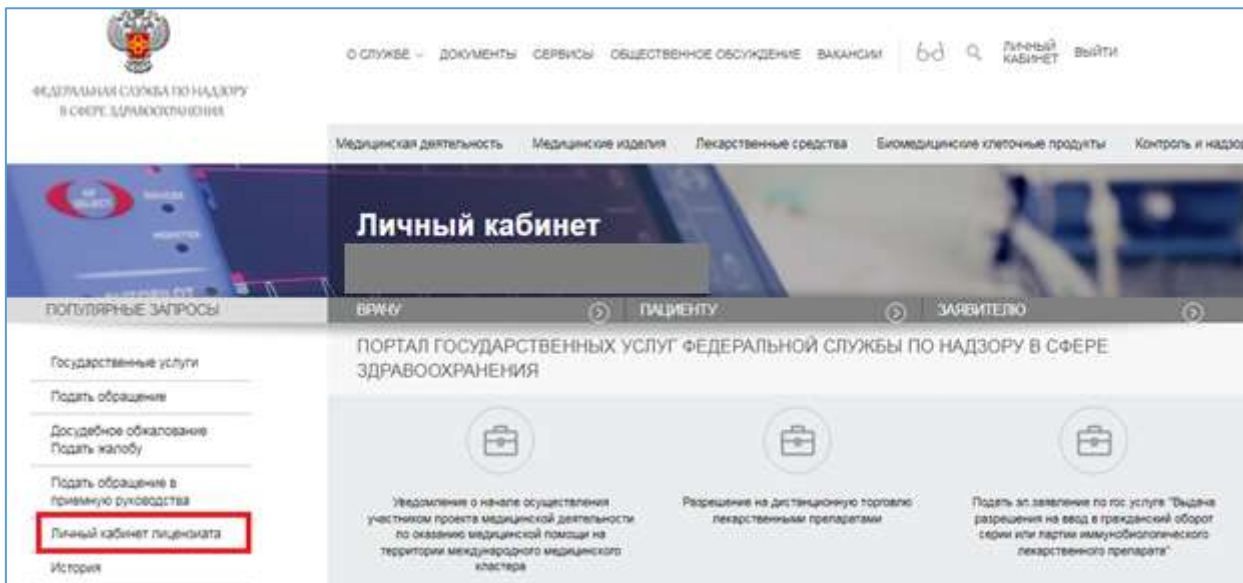 О СЛУЖБЕ ДОКУМЕНТЫ СЕРВИСЫ ОБЩЕСТВЕННОЕ ОБСУЖДЕНИЕ ВАКАНСИИ ЛИЧНЫЙ КАБИНЕТ ВЫЙТИ
ФЕДЕРАЛЬНАЯ СЛУЖБА ПО НАДЗОРУ
В СФЕРЕ ЗДРАВООХРАНЕНИЯ
Медицинская деятельность Медицинские изделия Лекарственные средства Биомедицинские клеточные продукты Контроль и надзор
Личный кабинет
ПОПУЛЯРНЫЕ ЗАПРОСЫ
ВРАЧУ ПАЦИЕНТУ ЗАЯВИТЕЛЮ
Государственные услуги
Подать обращение
Досудебное обжалование
Подать жалобу
Подать обращение в
приемную руководства
Личный кабинет лицензиата
История
ПОРТАЛ ГОСУДАРСТВЕННЫХ УСЛУГ ФЕДЕРАЛЬНОЙ СЛУЖБЫ ПО НАДЗОРУ В СФЕРЕ
ЗДРАВООХРАНЕНИЯ
Уведомление о начале осуществления
участником проекта медицинской деятельности
по оказанию медицинской помощи на
территории международного медицинского
кластера
Разрешение на дистанционную торговлю
лекарственными препаратами
Подать эл.заявление по гос услуге "Выдача
разрешения на ввод в гражданский оборот
серии или партии иммунобиологического
лекарственного препарата"